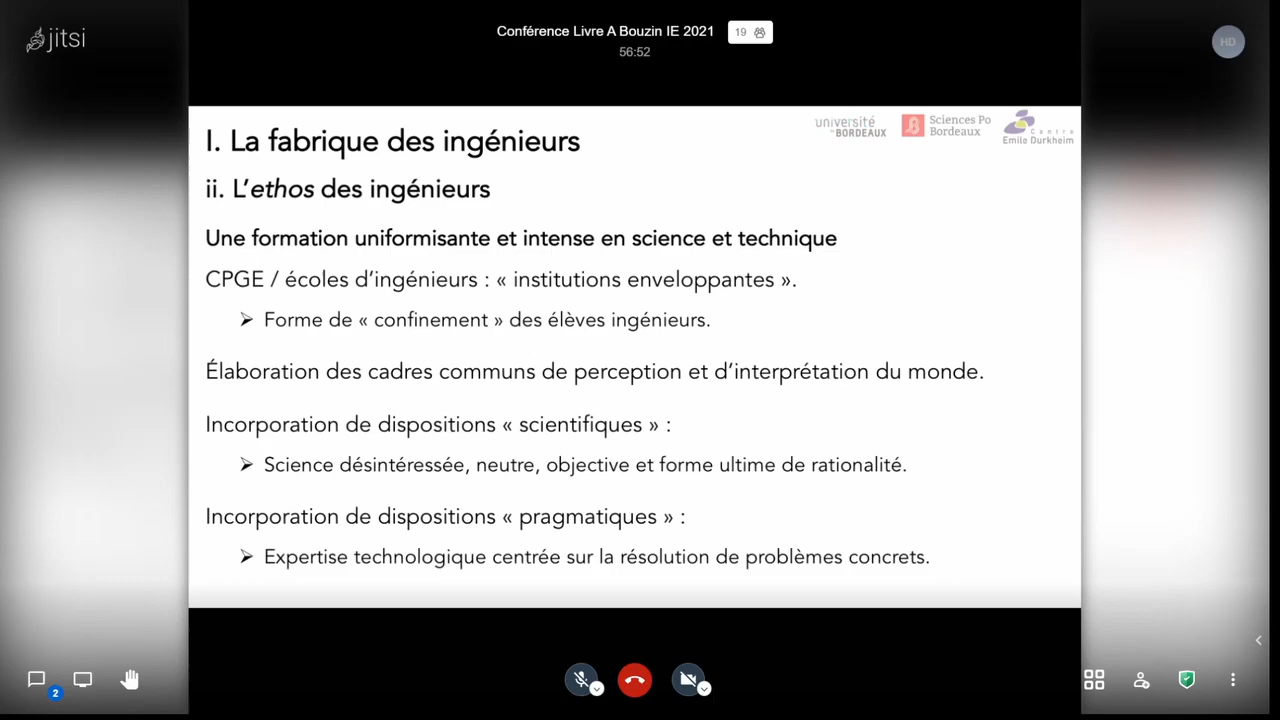 jitsi
Conférence Livre A Bouzin IE 2021
19
56:52
HD
université
de BORDEAUX
Sciences Po
Bordeaux
Centre
Emile Durkheim
I. La fabrique des ingénieurs
ii. L’ethos des ingénieurs
Une formation uniformisante et intense en science et technique
CPGE / écoles d’ingénieurs : « institutions enveloppantes ».
➢ Forme de « confinement » des élèves ingénieurs.
Élaboration des cadres communs de perception et d’interprétation du monde.
Incorporation de dispositions « scientifiques » :
➢ Science désintéressée, neutre, objective et forme ultime de rationalité.
Incorporation de dispositions « pragmatiques » :
➢ Expertise technologique centrée sur la résolution de problèmes concrets.
2